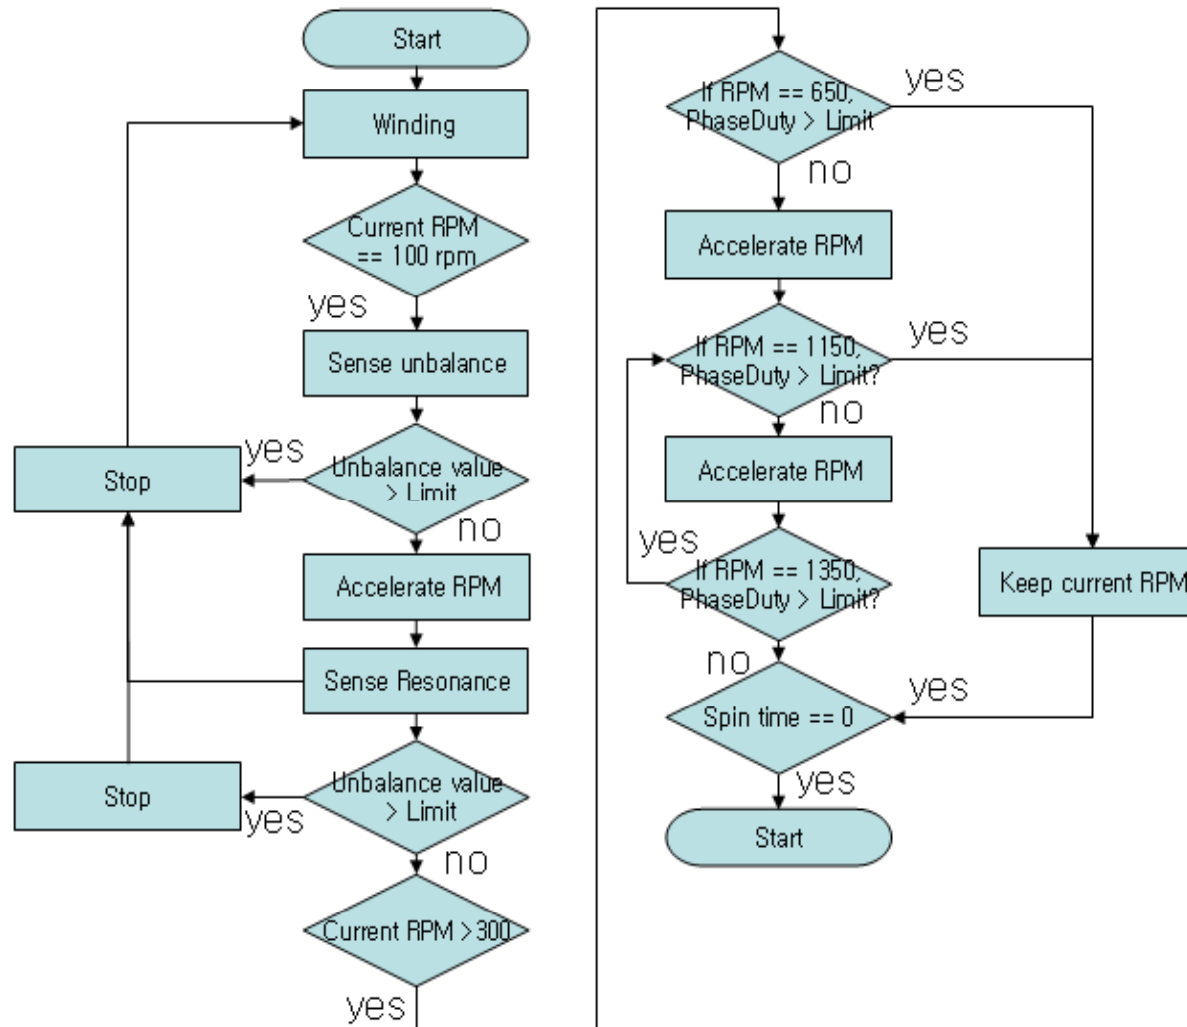 Start
Winding
Current RPM
== 100 rpm
yes
Sense unbalance
Unbalance value
> Limit
yes
Stop
no
Accelerate RPM
Sense Resonance
Unbalance value
> Limit
yes
Stop
no
Current RPM >300
yes
If RPM == 650,
PhaseDuty > Limit
yes
no
Accelerate RPM
If RPM == 1150,
PhaseDuty > Limit?
yes
no
Accelerate RPM
yes
If RPM == 1350,
PhaseDuty > Limit?
Keep current RPM
no
yes
Spin time == 0
yes
Start